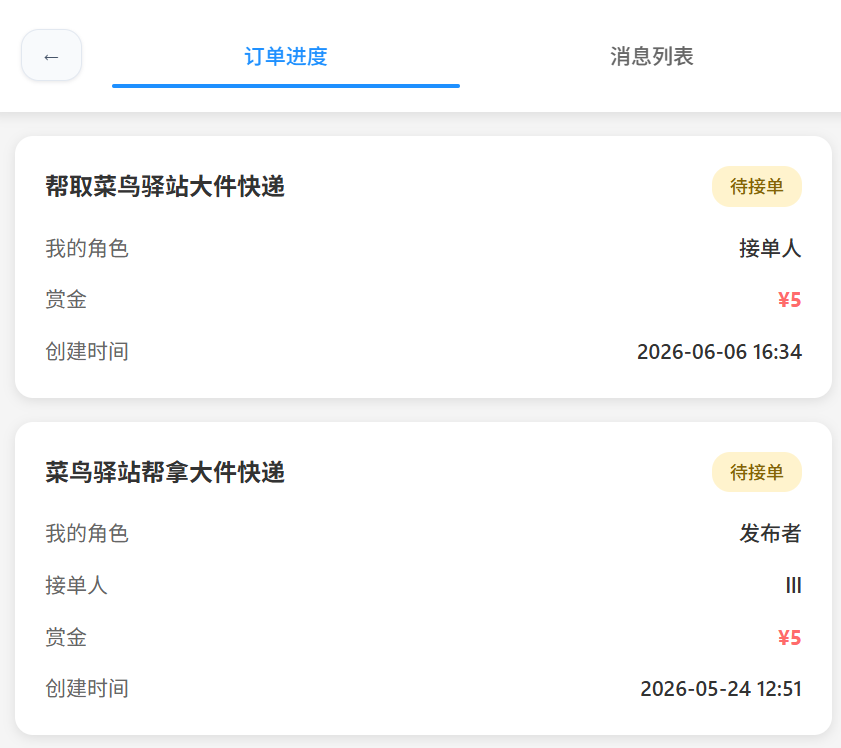 ← 订单进度 消息列表
帮取菜鸟驿站大件快递 待接单
我的角色 接单人
赏金 ¥5
创建时间 2026-06-06 16:34
菜鸟驿站帮拿大件快递 待接单
我的角色 发布者
接单人 lll
赏金 ¥5
创建时间 2026-05-24 12:51